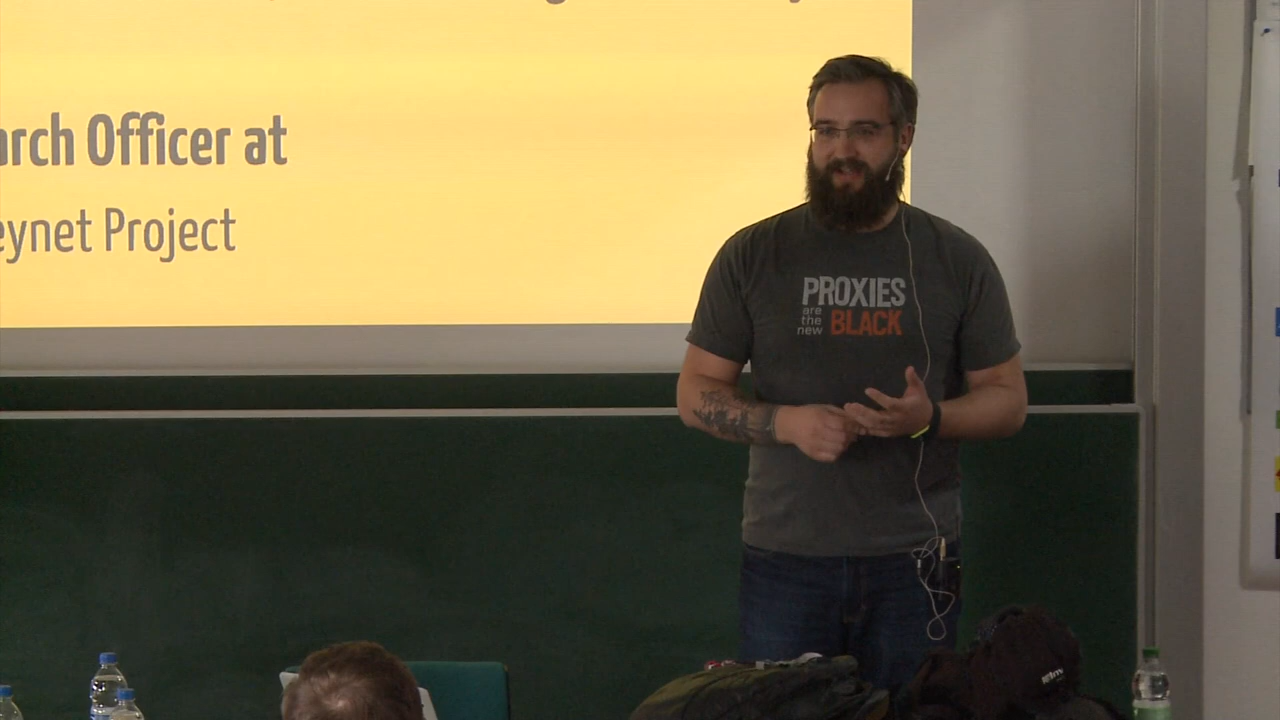 arch Officer at
eynet Project
PROXIES
are
the
new
BLACK